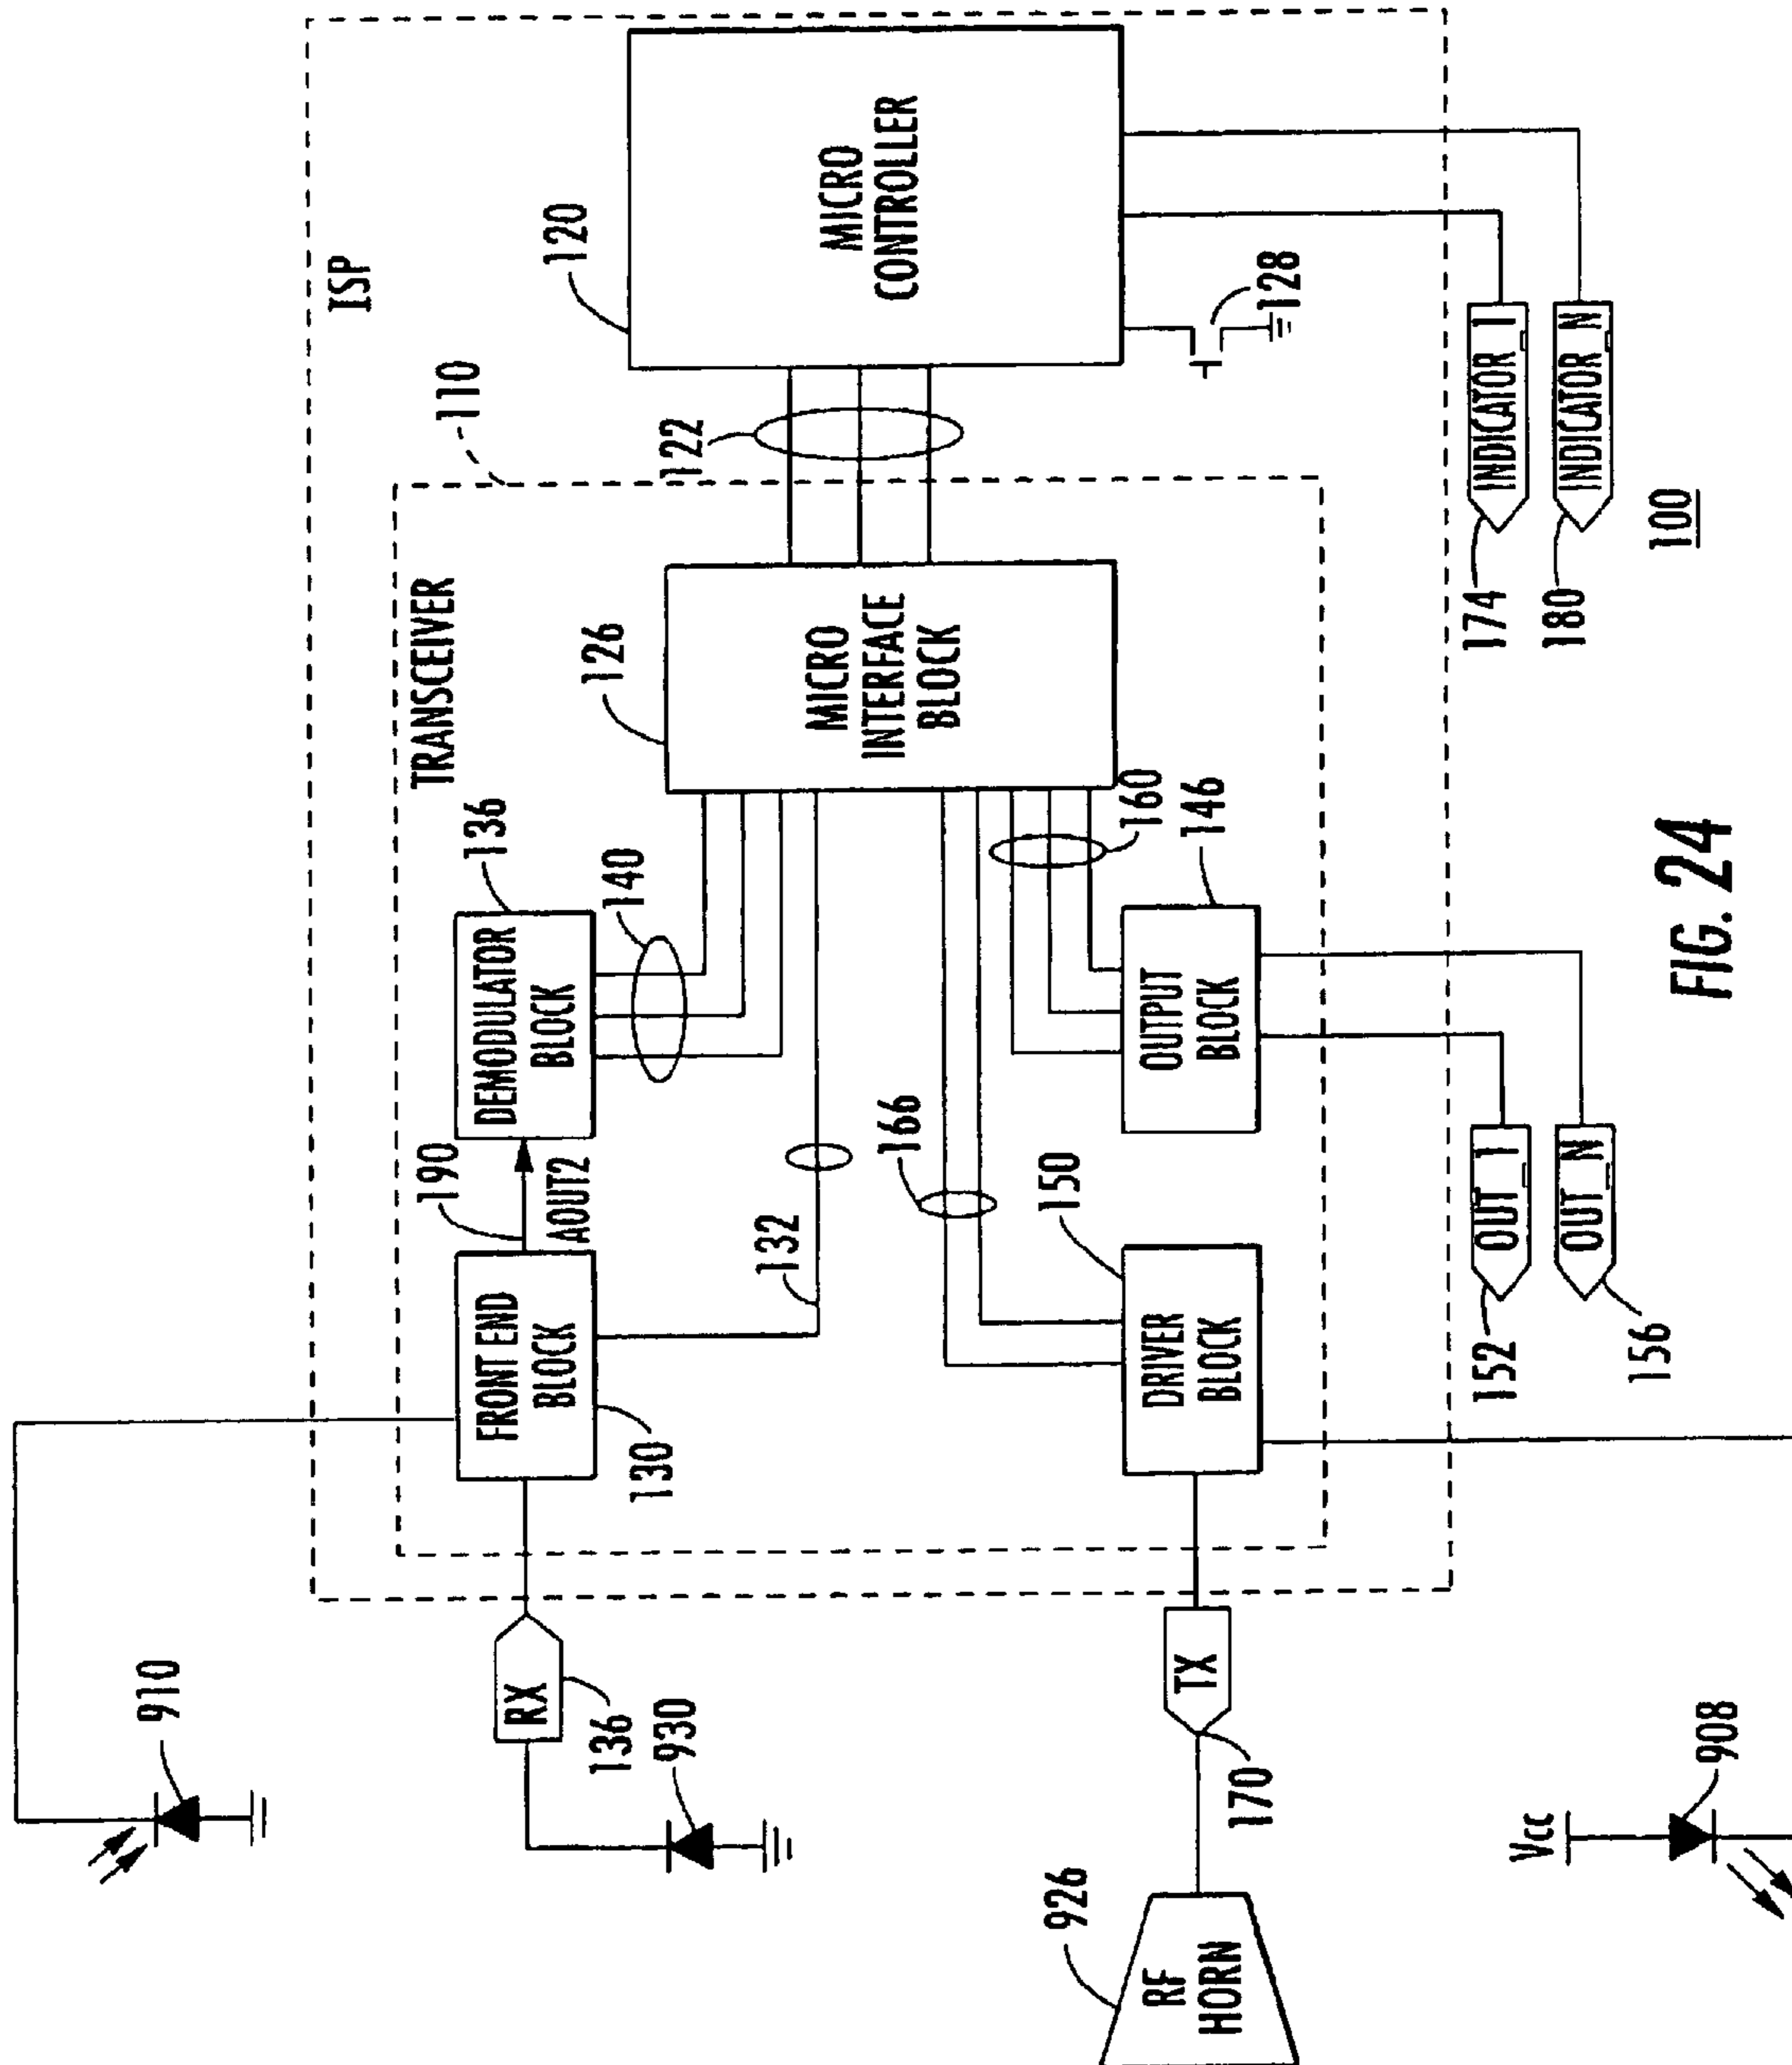 ISP
110
TRANSCEIVER
120
MICRO
CONTROLLER
122
128
126
MICRO
INTERFACE
BLOCK
136
DEMODULATOR
BLOCK
140
190
AOUT2
FRONT END
BLOCK
130
132
166
160
146
OUTPUT
BLOCK
150
DRIVER
BLOCK
910
RX
136
930
TX
170
926
RF
HORN
Vcc
908
152
OUT_1
OUT_N
156
174
INDICATOR_1
INDICATOR_N
180
100
FIG. 24